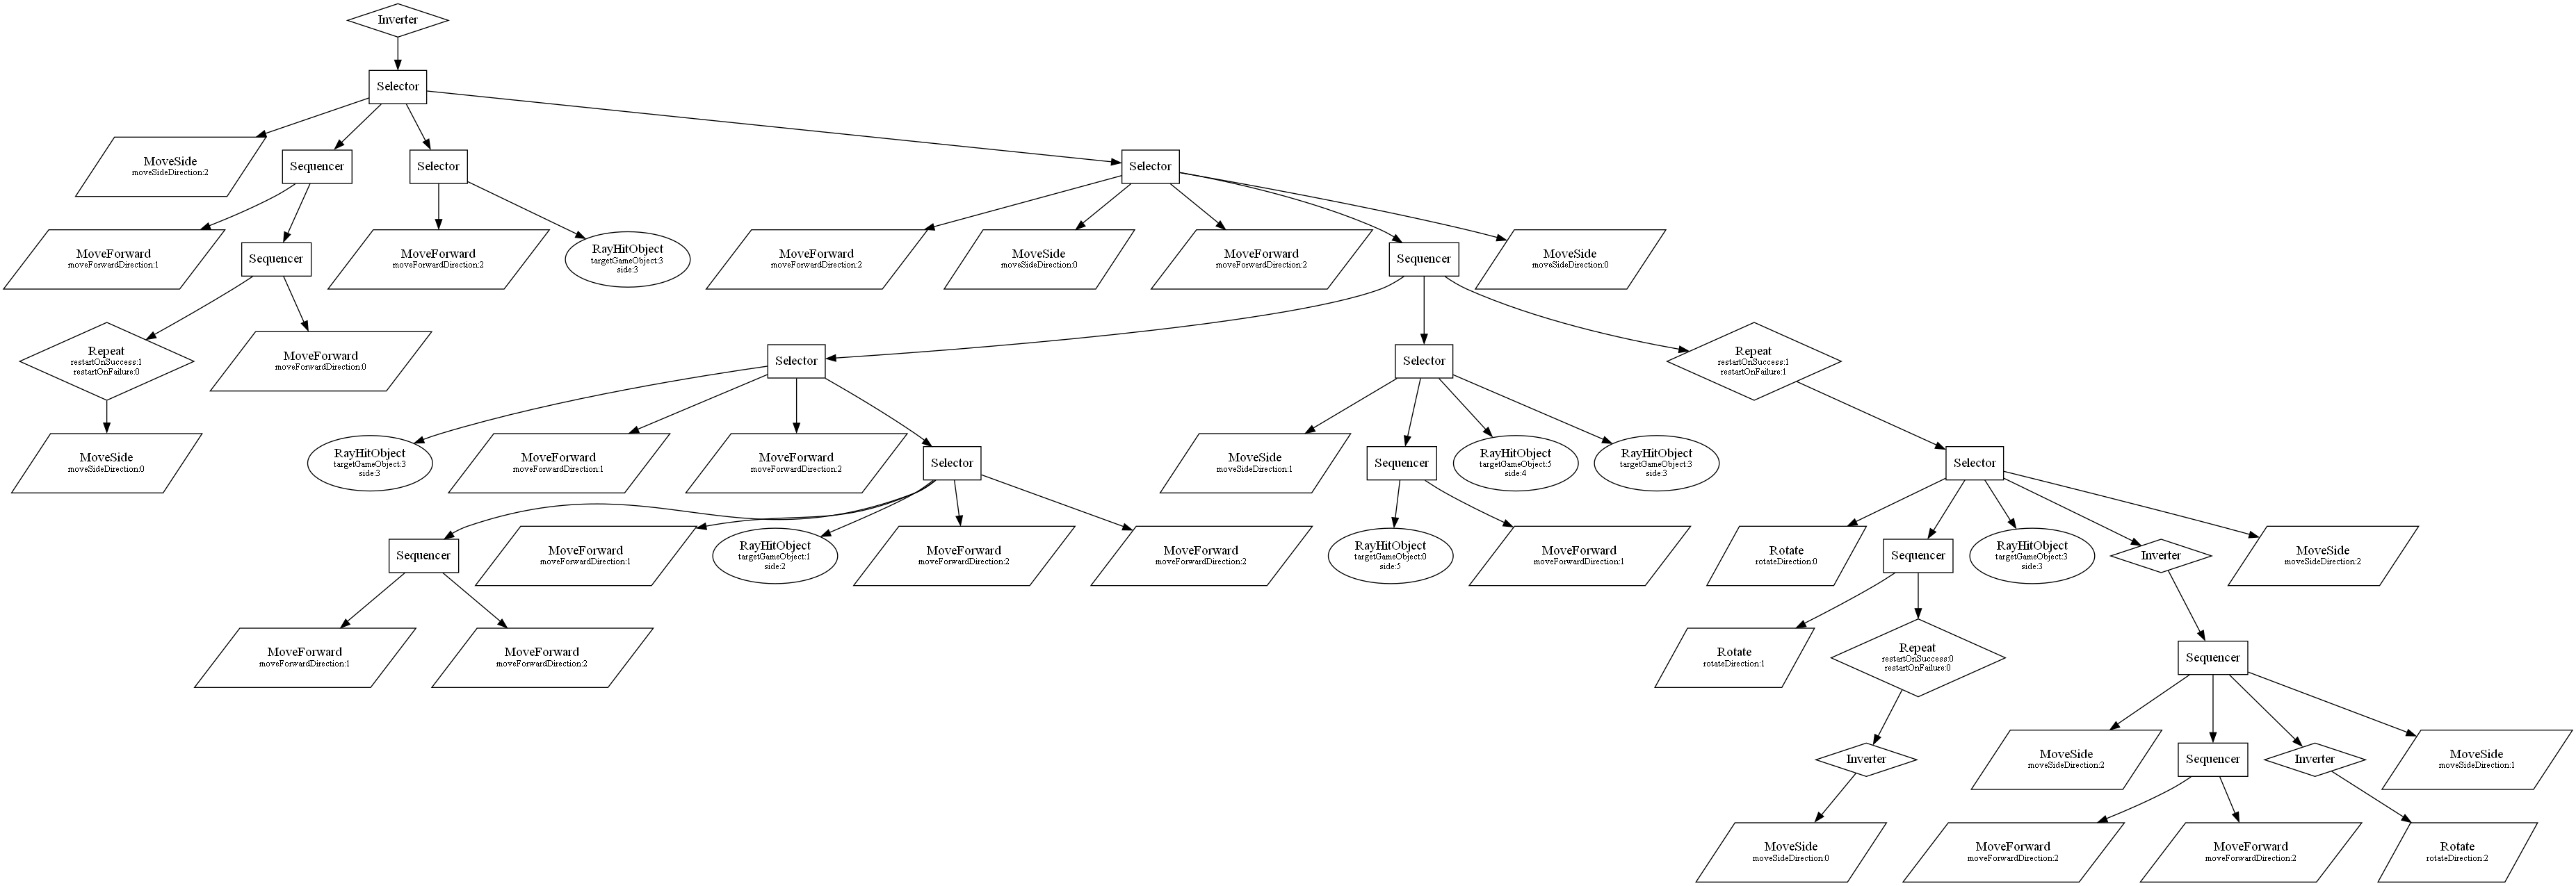 Inverter
Selector
MoveSide
moveSideDirection:2
Sequencer
Selector
Selector
MoveForward
moveForwardDirection:1
Sequencer
MoveForward
moveForwardDirection:2
RayHitObject
targetGameObject:3
side:3
MoveForward
moveForwardDirection:2
MoveSide
moveSideDirection:0
MoveForward
moveForwardDirection:2
Sequencer
MoveSide
moveSideDirection:0
Repeat
restartOnSuccess:1
restartOnFailure:0
MoveForward
moveForwardDirection:0
Selector
Selector
Repeat
restartOnSuccess:1
restartOnFailure:1
MoveSide
moveSideDirection:0
RayHitObject
targetGameObject:3
side:3
MoveForward
moveForwardDirection:1
MoveForward
moveForwardDirection:2
Selector
MoveSide
moveSideDirection:1
Sequencer
RayHitObject
targetGameObject:5
side:4
RayHitObject
targetGameObject:3
side:3
Selector
Sequencer
MoveForward
moveForwardDirection:1
RayHitObject
targetGameObject:1
side:2
MoveForward
moveForwardDirection:2
MoveForward
moveForwardDirection:2
RayHitObject
targetGameObject:0
side:5
MoveForward
moveForwardDirection:1
Rotate
rotateDirection:0
Sequencer
RayHitObject
targetGameObject:3
side:3
Inverter
MoveSide
moveSideDirection:2
MoveForward
moveForwardDirection:1
MoveForward
moveForwardDirection:2
Rotate
rotateDirection:1
Repeat
restartOnSuccess:0
restartOnFailure:0
Sequencer
Inverter
MoveSide
moveSideDirection:2
Sequencer
Inverter
MoveSide
moveSideDirection:1
MoveSide
moveSideDirection:0
MoveForward
moveForwardDirection:2
MoveForward
moveForwardDirection:2
Rotate
rotateDirection:2